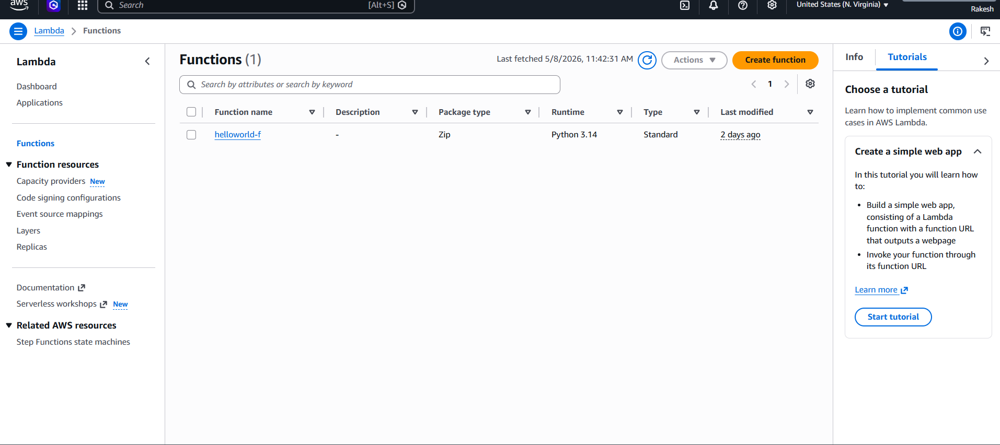 aws
Search
[Alt+S]
United States (N. Virginia)
Rakesh
Lambda
Functions
Lambda
Dashboard
Applications
Functions
Function resources
Capacity providers New
Code signing configurations
Event source mappings
Layers
Replicas
Documentation
Serverless workshops New
Related AWS resources
Step Functions state machines
Functions (1)
Last fetched 5/8/2026, 11:42:31 AM
Actions
Create function
Search by attributes or search by keyword
1
Function name Description Package type Runtime Type Last modified
helloworld-f - Zip Python 3.14 Standard 2 days ago
Info
Tutorials
Choose a tutorial
Learn how to implement common use
cases in AWS Lambda.
Create a simple web app
In this tutorial you will learn how
to:
• Build a simple web app,
consisting of a Lambda
function with a function URL
that outputs a webpage
• Invoke your function through
its function URL
Learn more
Start tutorial